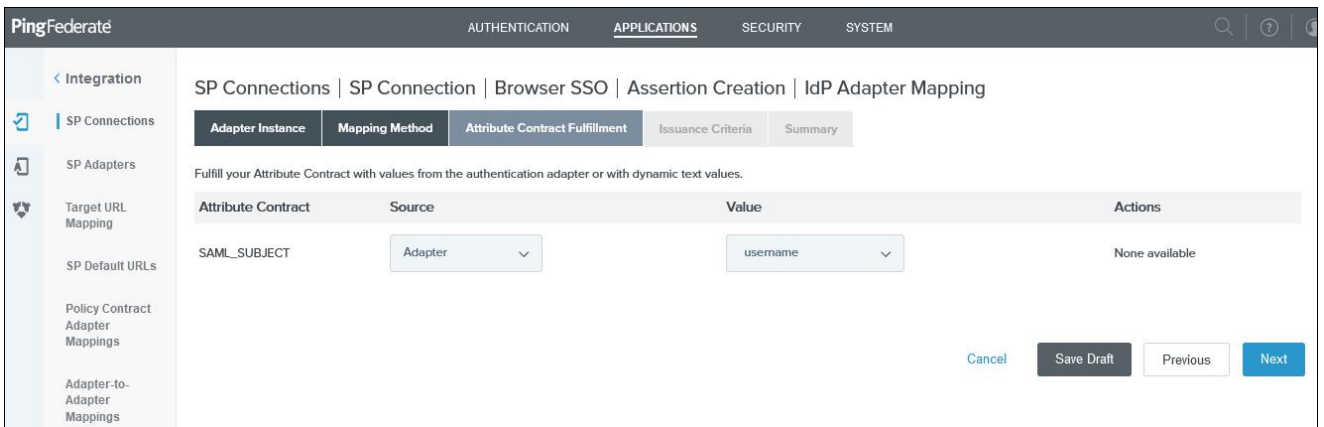 PingFederate AUTHENTICATION APPLICATIONS SECURITY SYSTEM
Integration
SP Connections
SP Adapters
Target URL
Mapping
SP Default URLs
Policy Contract
Adapter
Mappings
Adapter-to-
Adapter
Mappings
SP Connections | SP Connection | Browser SSO | Assertion Creation | IdP Adapter Mapping
Adapter Instance Mapping Method Attribute Contract Fulfillment Issuance Criteria Summary
Fulfill your Attribute Contract with values from the authentication adapter or with dynamic text values.
Attribute Contract Source Value Actions
SAML_SUBJECT Adapter username None available
Cancel Save Draft Previous Next